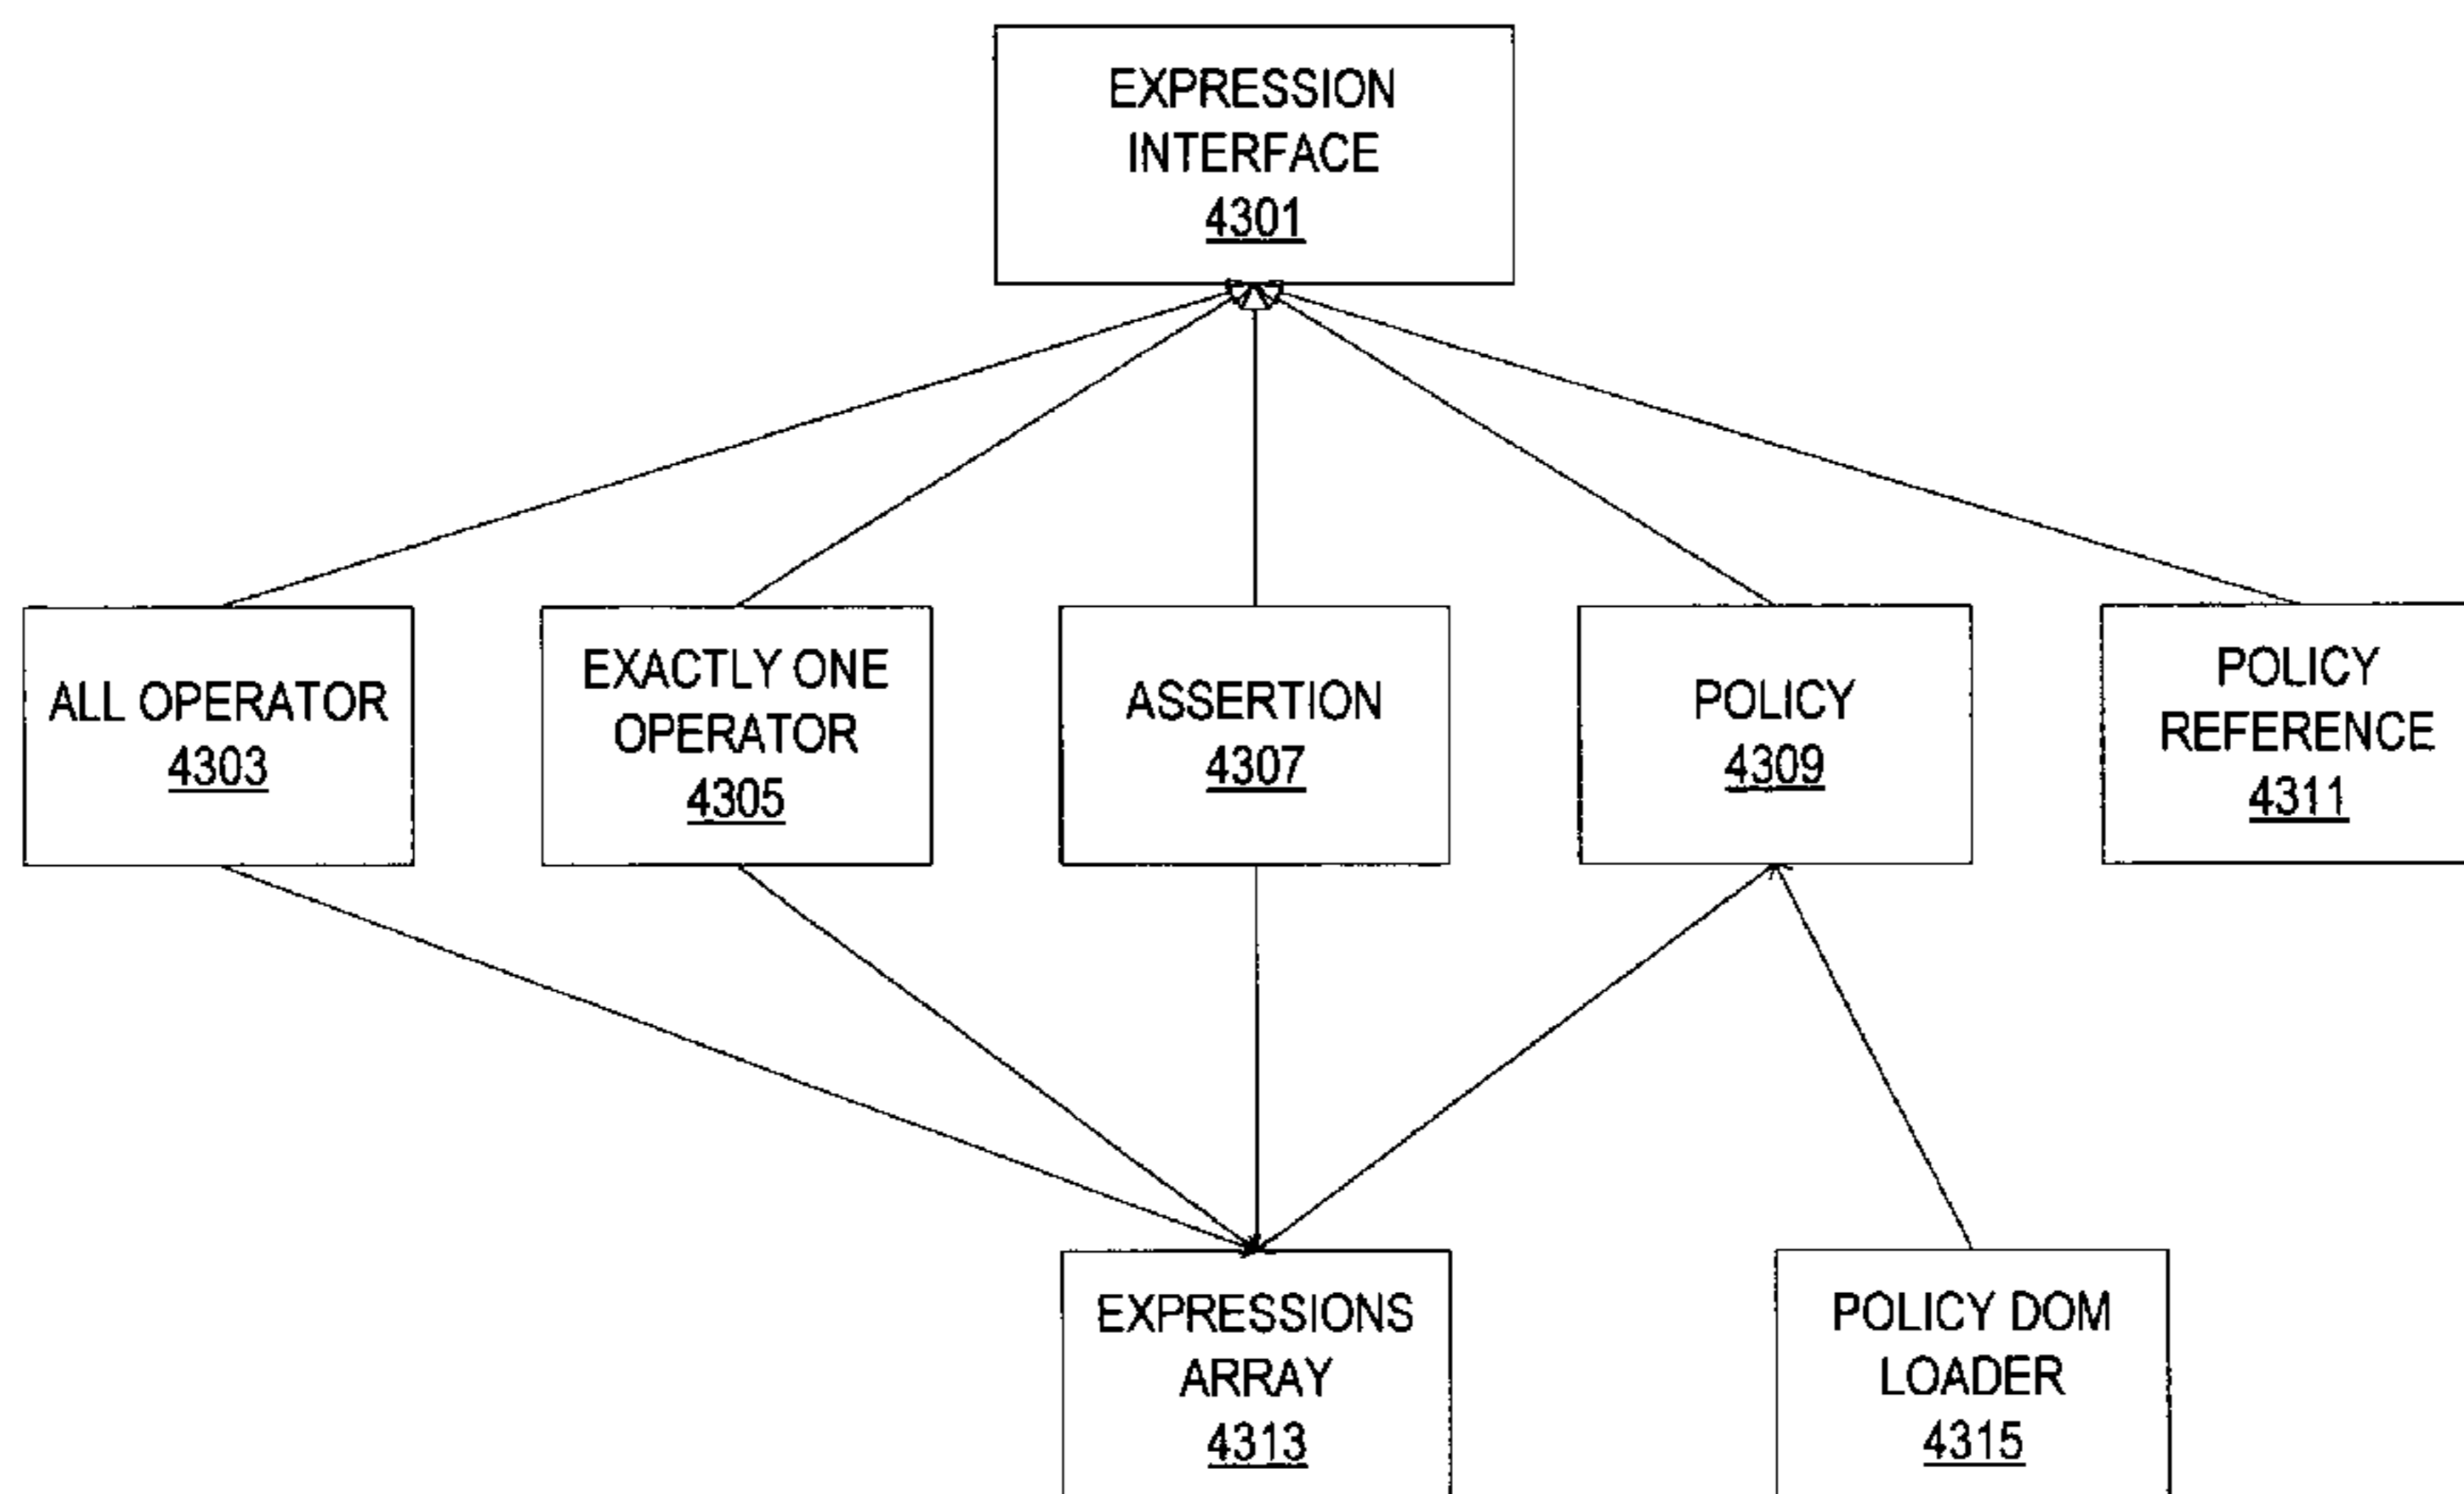 EXPRESSION
INTERFACE
4301
ALL OPERATOR
4303
EXACTLY ONE
OPERATOR
4305
ASSERTION
4307
POLICY
4309
POLICY
REFERENCE
4311
EXPRESSIONS
ARRAY
4313
POLICY DOM
LOADER
4315